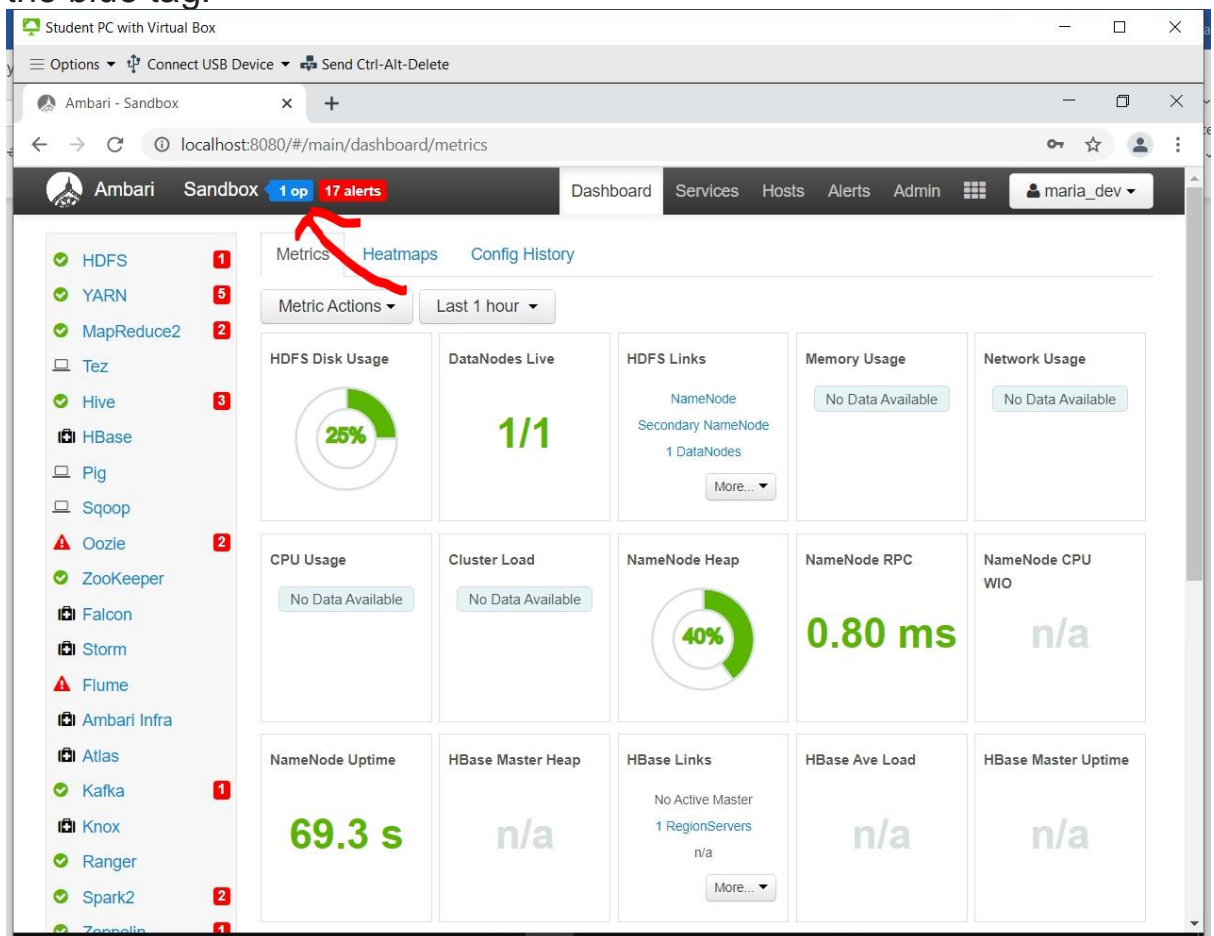 the blue tag.
Student PC with Virtual Box
Options Connect USB Device Send Ctrl-Alt-Delete
Ambari - Sandbox
localhost:8080/#/main/dashboard/metrics
Ambari Sandbox 1 op 17 alerts Dashboard Services Hosts Alerts Admin maria_dev
HDFS 1
YARN 5
MapReduce2 2
Tez
Hive 3
HBase
Pig
Sqoop
Oozie 2
ZooKeeper
Falcon
Storm
Flume
Ambari Infra
Atlas
Kafka 1
Knox
Ranger
Spark2 2
Zeppelin 1
Metrics Heatmaps Config History
Metric Actions Last 1 hour
HDFS Disk Usage
25%
DataNodes Live
1/1
HDFS Links
NameNode
Secondary NameNode
1 DataNodes
More...
Memory Usage
No Data Available
Network Usage
No Data Available
CPU Usage
No Data Available
Cluster Load
No Data Available
NameNode Heap
40%
NameNode RPC
0.80 ms
NameNode CPU
WIO
n/a
NameNode Uptime
69.3 s
HBase Master Heap
n/a
HBase Links
No Active Master
1 RegionServers
n/a
More...
HBase Ave Load
n/a
HBase Master Uptime
n/a